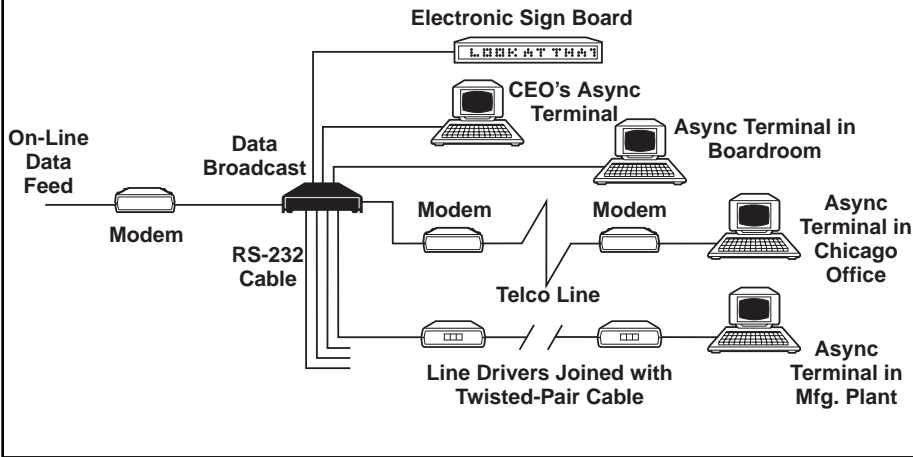 Electronic Sign Board
LOOK AT THAT
CEO's Async
Terminal
Async Terminal in
Boardroom
On-Line
Data
Feed
Data
Broadcast
Modem
Modem
Modem
Async
Terminal in
Chicago
Office
RS-232
Cable
Telco Line
Line Drivers Joined with
Twisted-Pair Cable
Async
Terminal in
Mfg. Plant